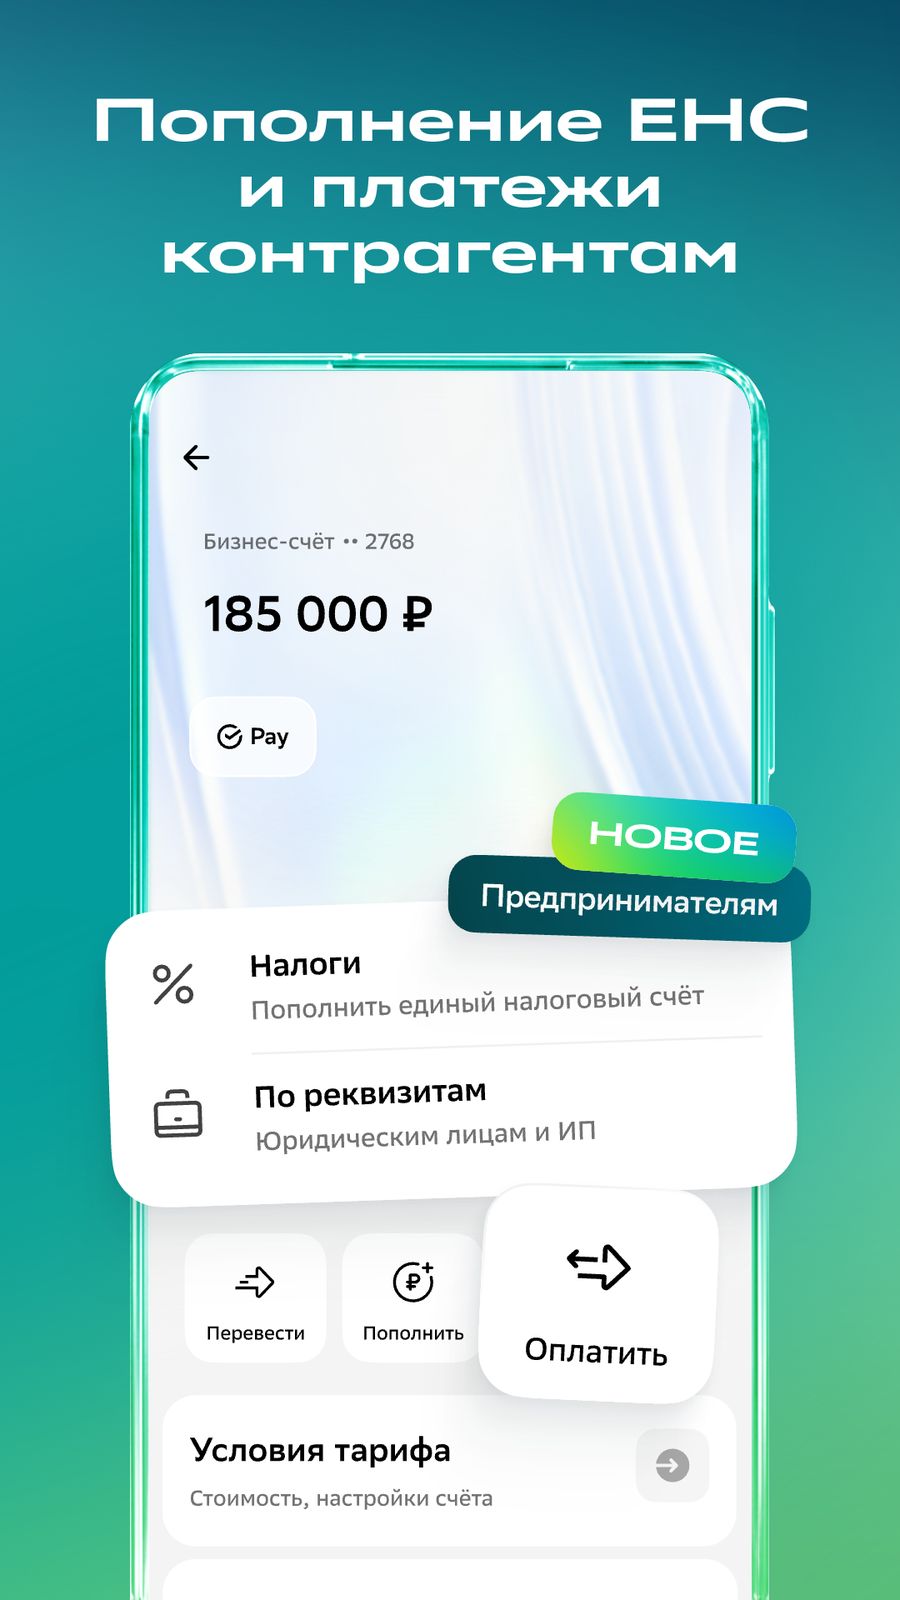 Пополнение ЕНС
и платежи
контрагентам
Бизнес-счёт •• 2768
185 000 ₽
Pay
НОВОЕ
Предпринимателям
Налоги
Пополнить единый налоговый счёт
По реквизитам
Юридическим лицам и ИП
Перевести
Пополнить
Оплатить
Условия тарифа
Стоимость, настройки счёта